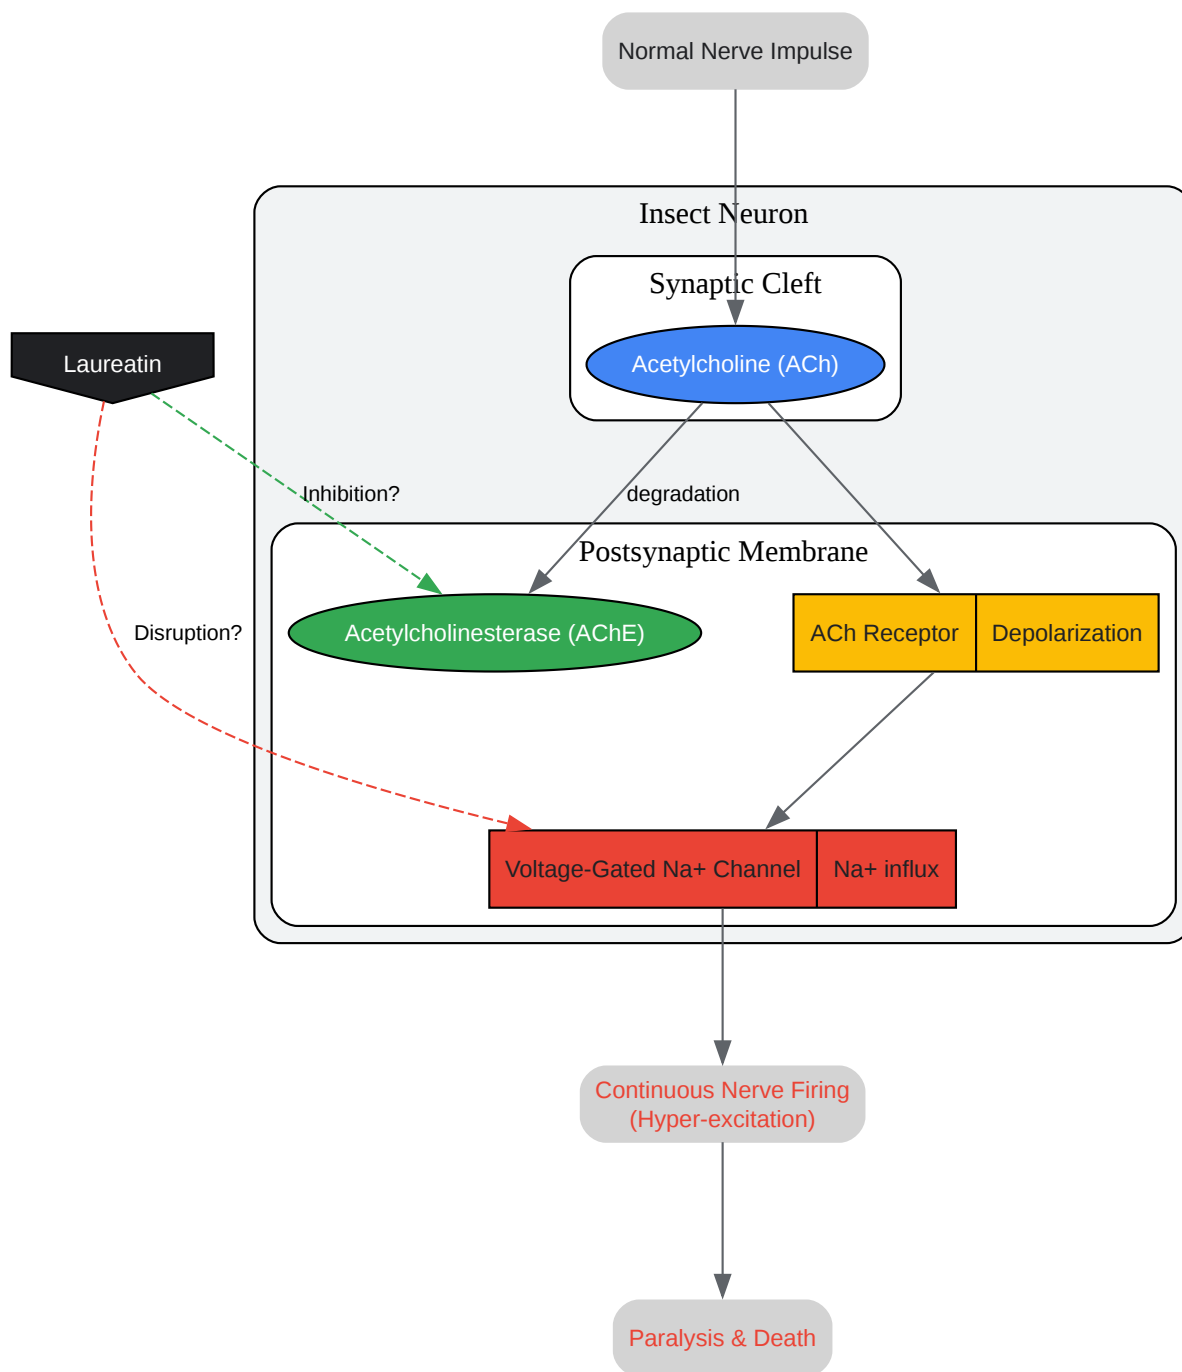 Normal Nerve Impulse
Insect Neuron
Synaptic Cleft
Laureatin
Acetylcholine (ACh)
Inhibition?
degradation
Postsynaptic Membrane
Disruption?
Acetylcholinesterase (AChE)
ACh Receptor
Depolarization
Voltage-Gated Na+ Channel
Na+ influx
Continuous Nerve Firing
(Hyper-excitation)
Paralysis & Death